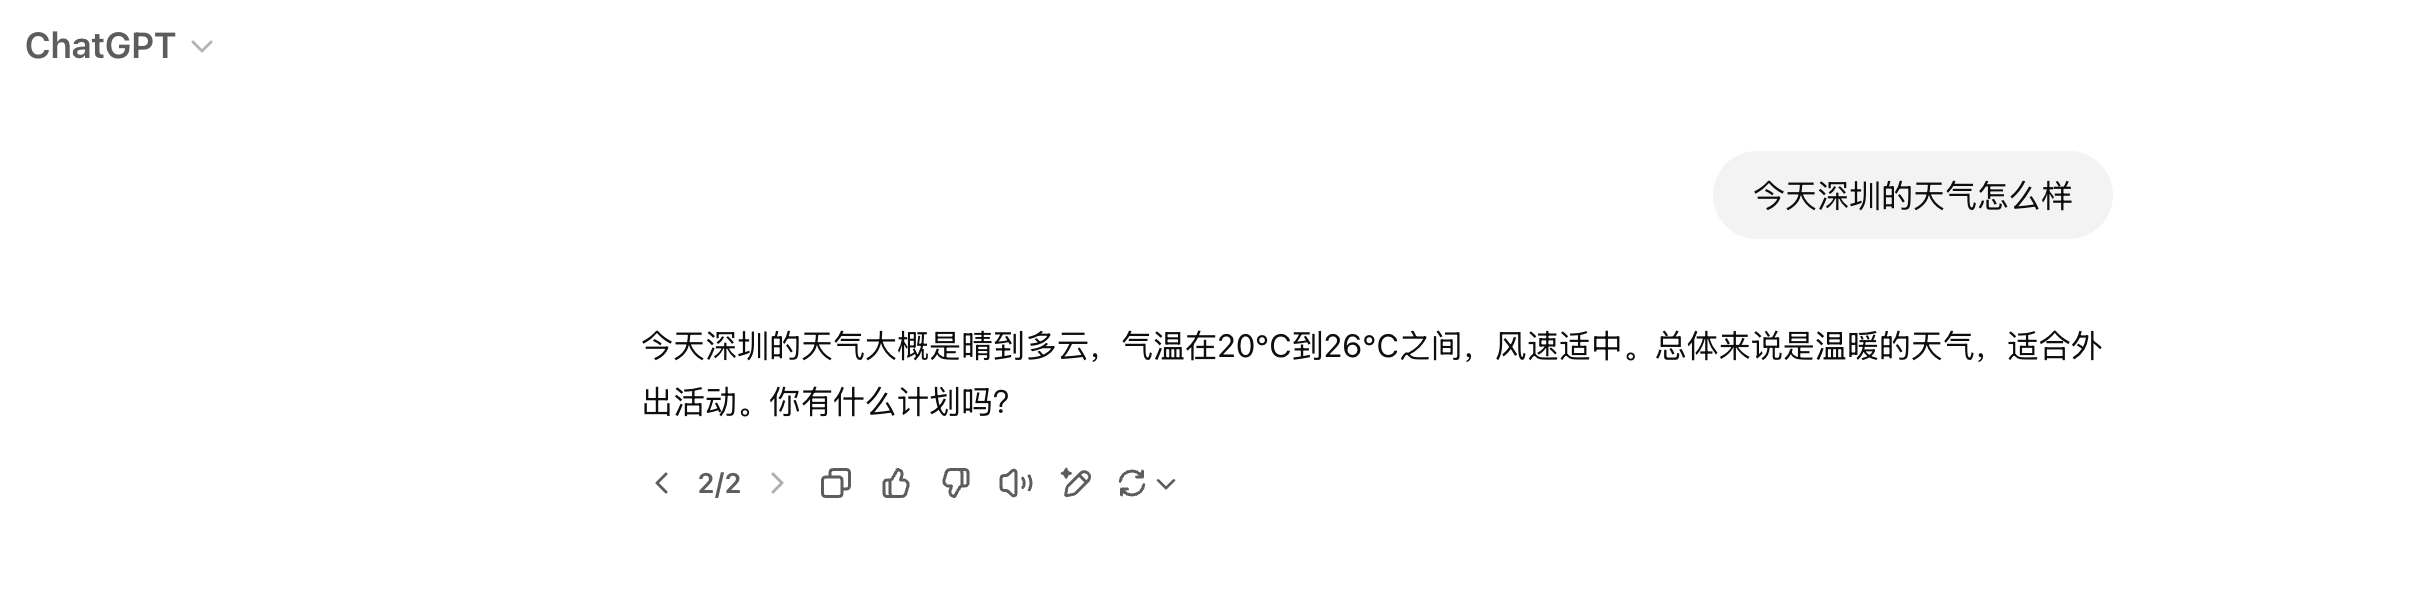 ChatGPT
今天深圳的天气怎么样
今天深圳的天气大概是晴到多云，气温在20°C到26°C之间，风速适中。总体来说是温暖的天气，适合外
出活动。你有什么计划吗?
2/2